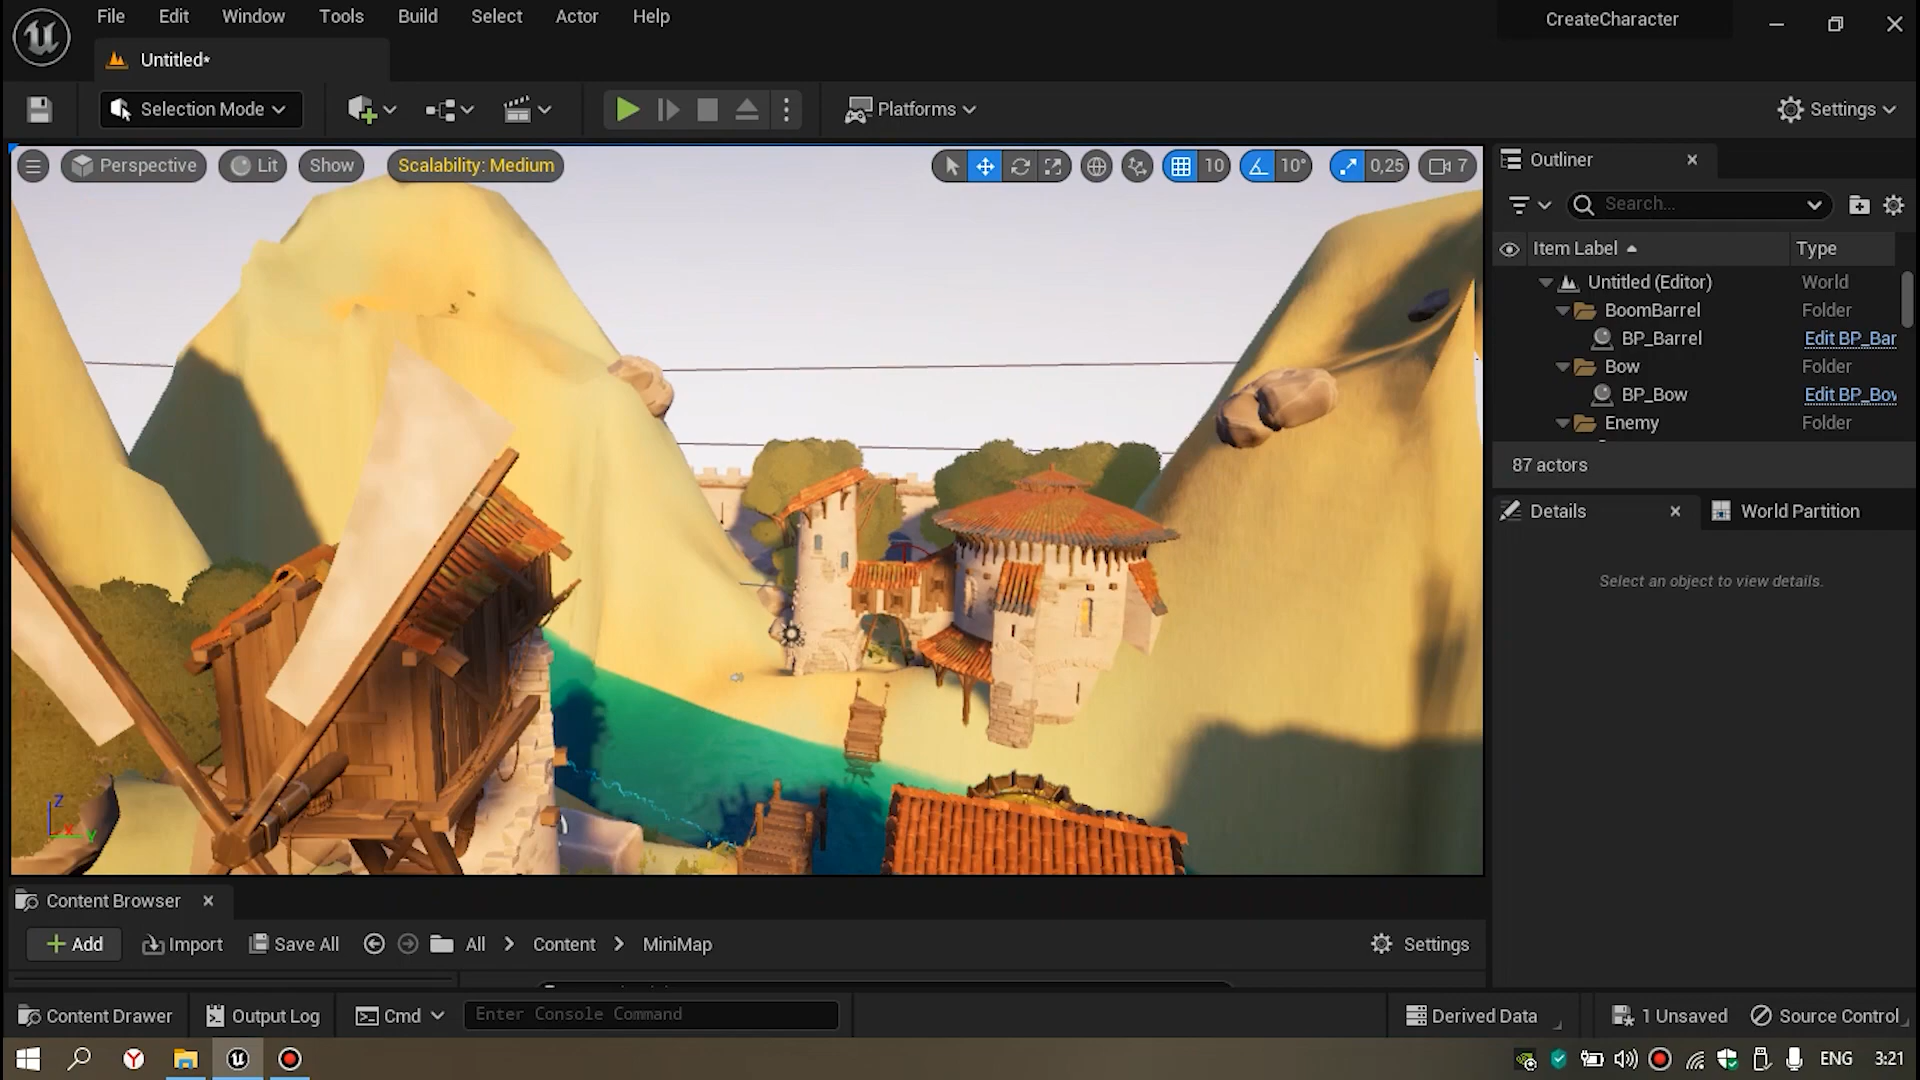 File Edit Window Tools Build Select Actor Help
CreateCharacter
Untitled*
Selection Mode
Platforms
Settings
Perspective
Lit
Show
Scalability: Medium
10
10°
0,25
7
Outliner
Search...
Item Label
Type
Untitled (Editor)
World
BoomBarrel
Folder
BP_Barrel
Edit BP_Bar
Bow
Folder
BP_Bow
Edit BP_Bow
Enemy
Folder
87 actors
Details
World Partition
Select an object to view details.
Z
X
Y
Content Browser
Add
Import
Save All
All
Content
MiniMap
Settings
Content Drawer
Output Log
Cmd
Enter Console Command
Derived Data
1 Unsaved
Source Control
ENG
3:21